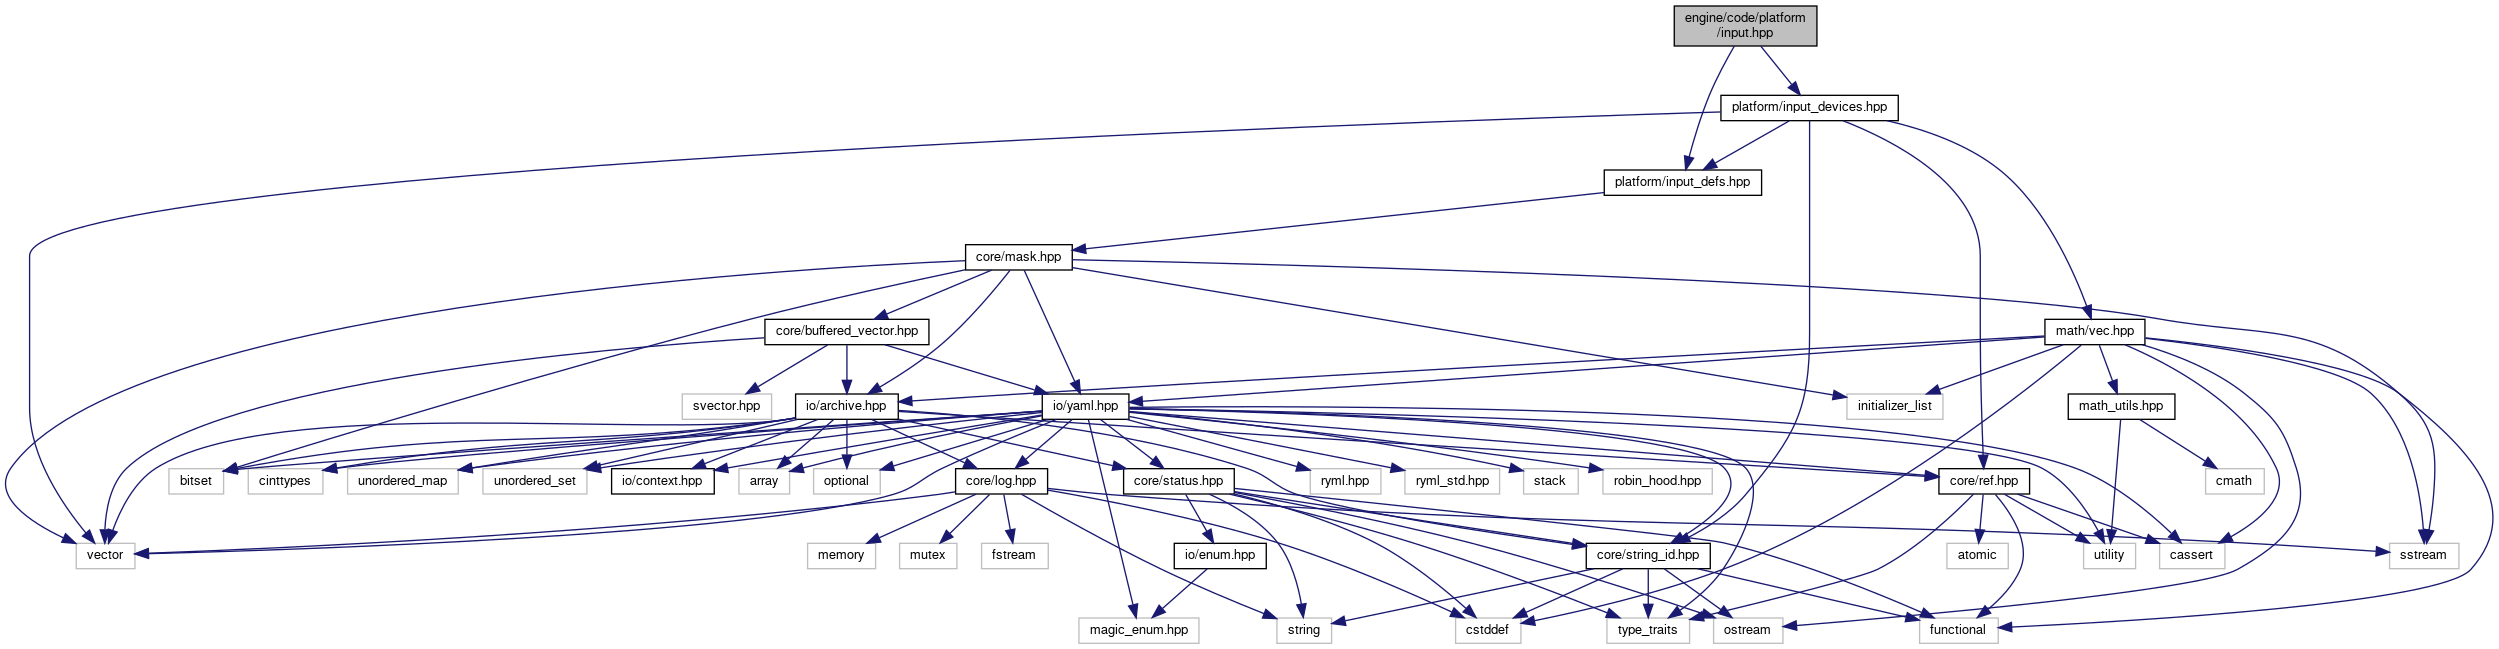 engine/code/platform
/input.hpp
platform/input_devices.hpp
platform/input_defs.hpp
core/mask.hpp
core/buffered_vector.hpp
math/vec.hpp
svector.hpp
io/archive.hpp
io/yaml.hpp
initializer_list
math_utils.hpp
bitset
cinttypes
unordered_map
unordered_set
io/context.hpp
array
optional
core/log.hpp
core/status.hpp
ryml.hpp
ryml_std.hpp
stack
robin_hood.hpp
core/ref.hpp
cmath
vector
memory
mutex
fstream
io/enum.hpp
core/string_id.hpp
atomic
utility
cassert
sstream
magic_enum.hpp
string
cstddef
type_traits
ostream
functional